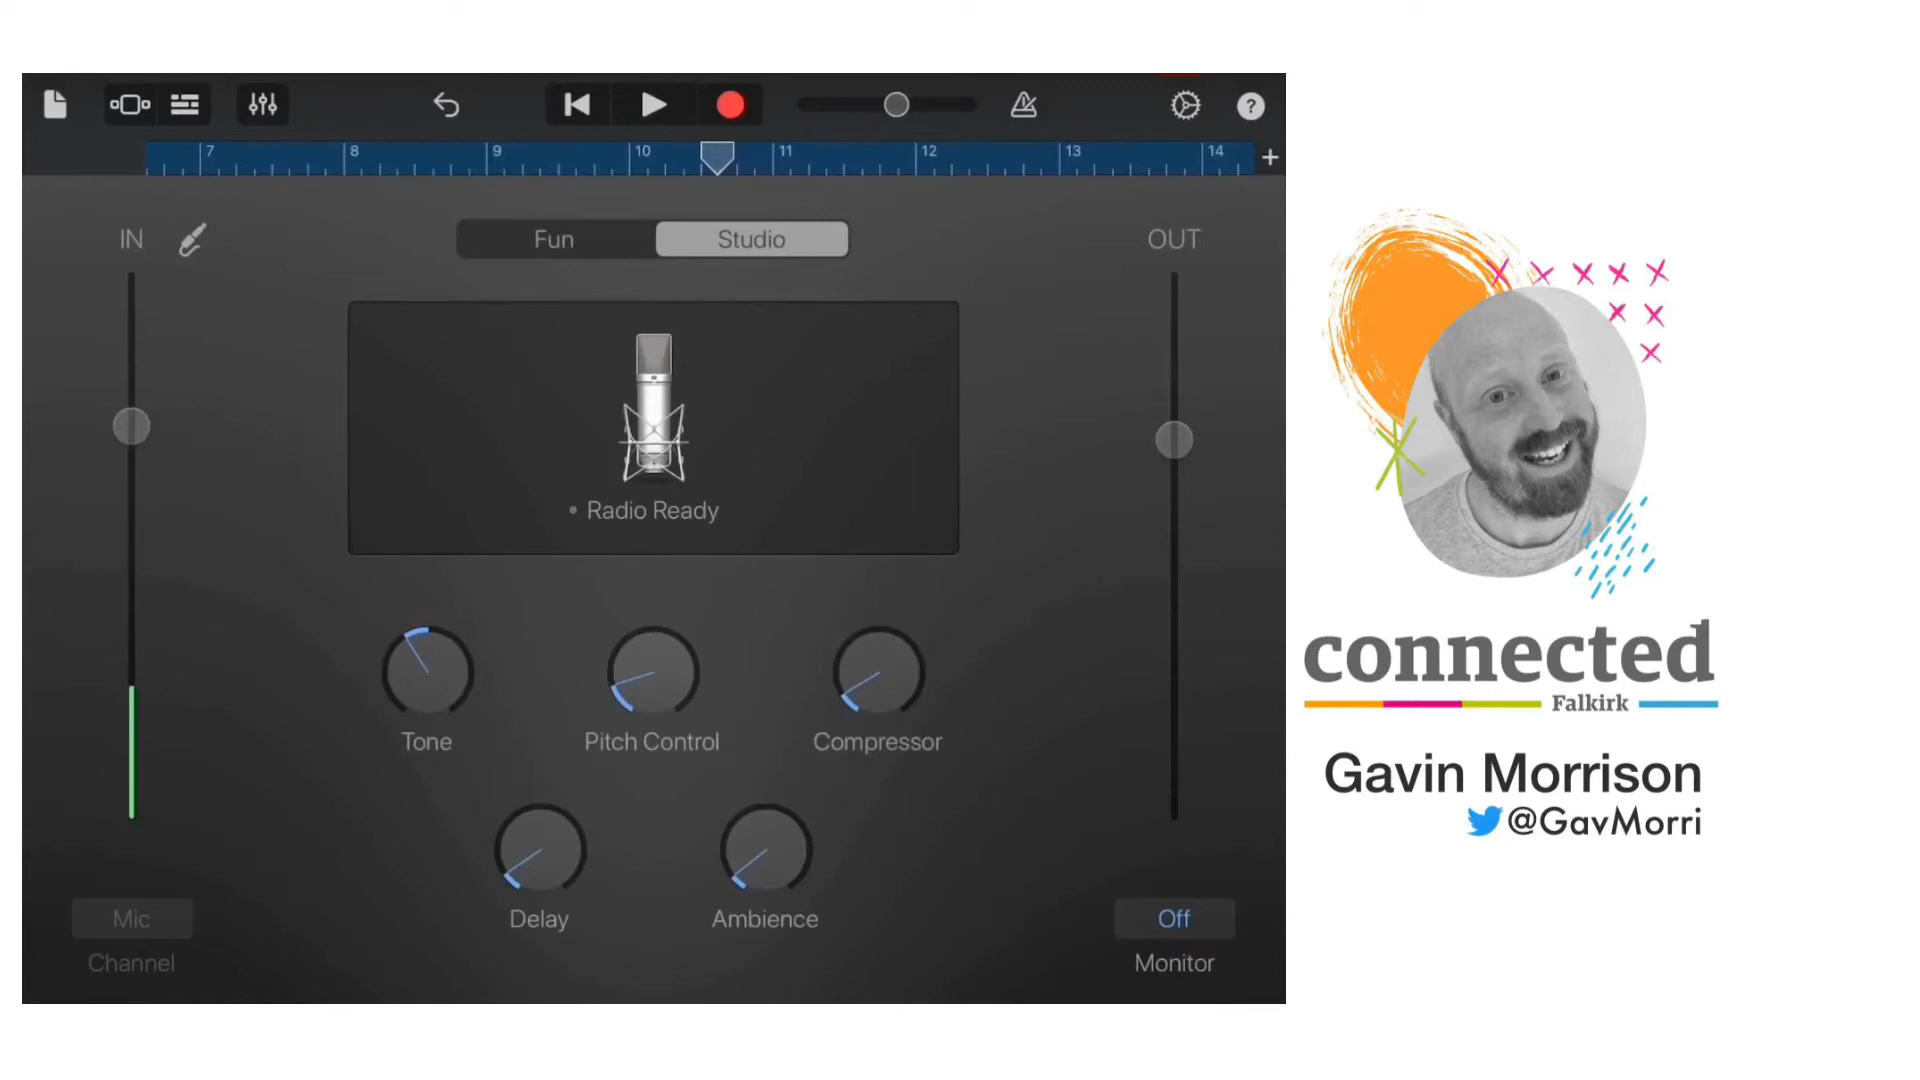 7 8 9 10 11 12 13 14
IN
Fun
Studio
OUT
• Radio Ready
Tone
Pitch Control
Compressor
Delay
Ambience
Mic
Channel
Off
Monitor
?
connected
Falkirk
Gavin Morrison
@GavMorri